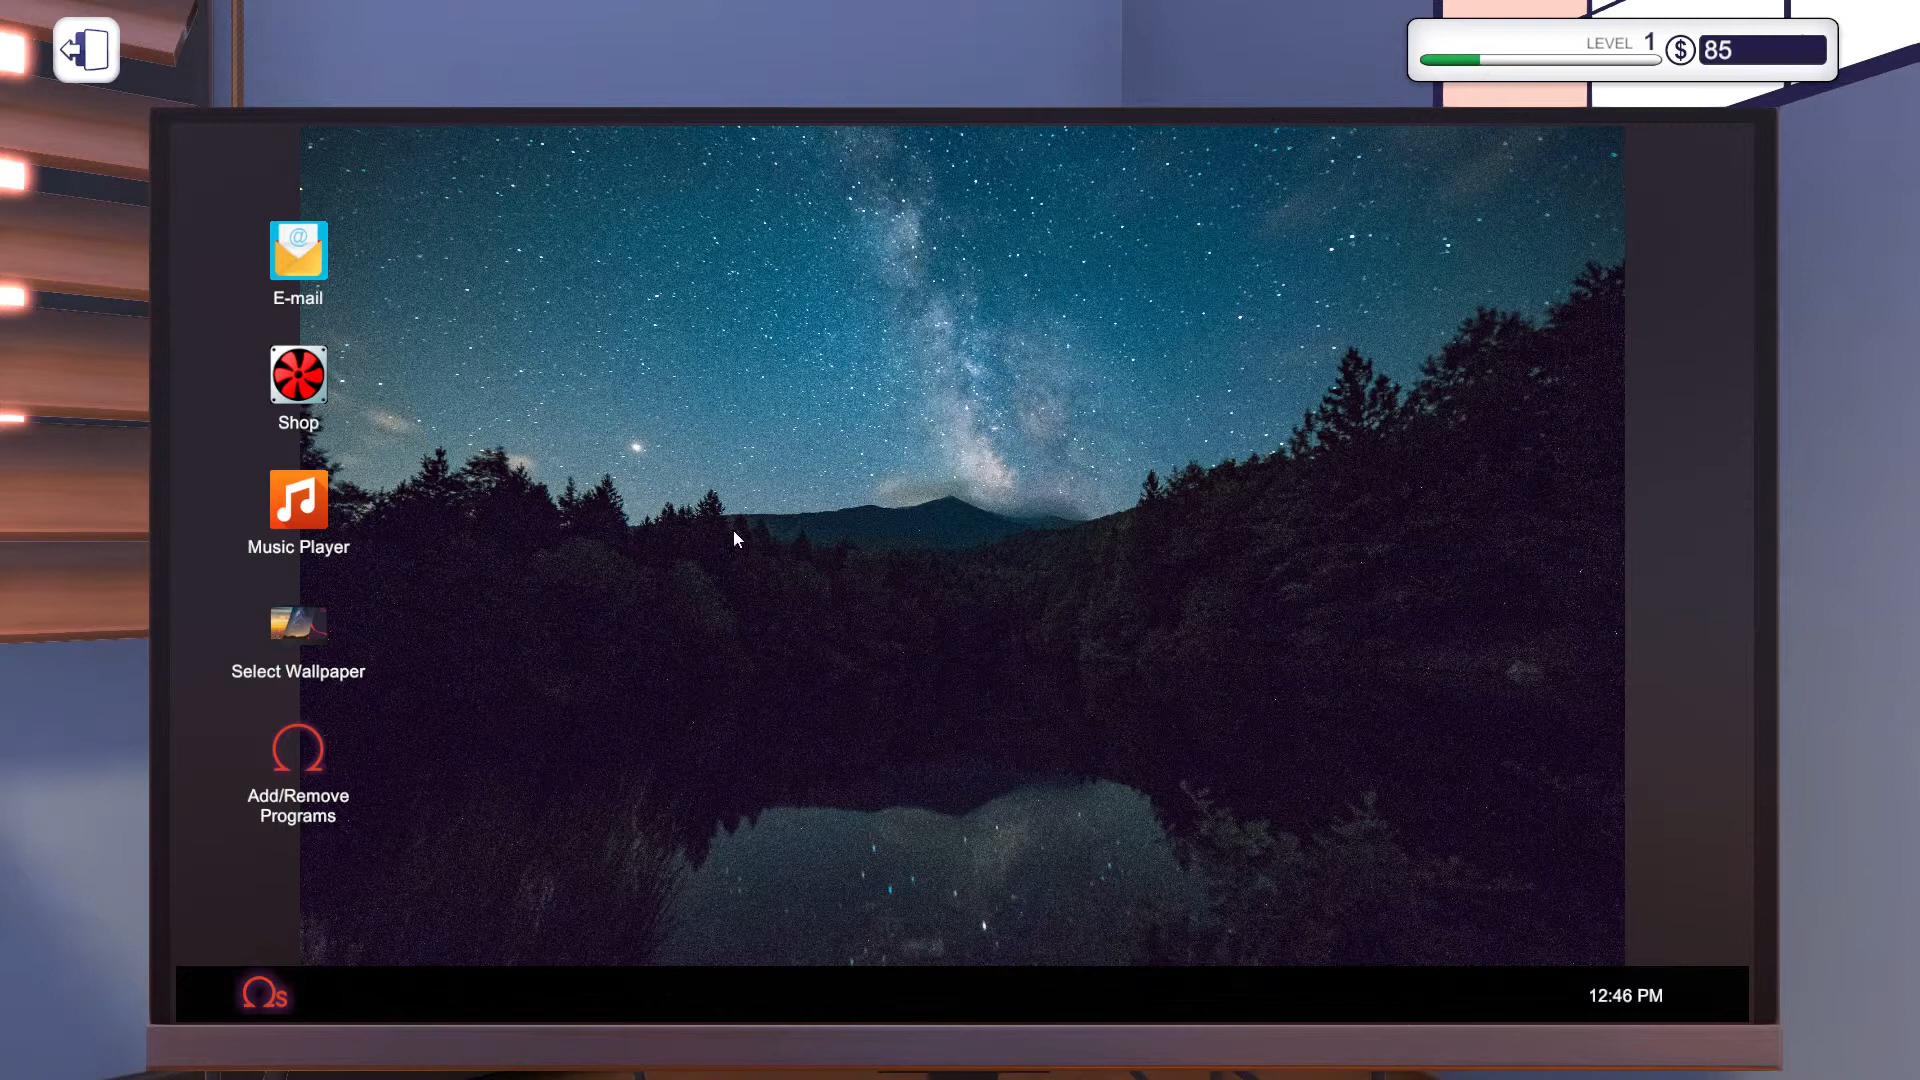 LEVEL 1
$ 85
E-mail
Shop
Music Player
Select Wallpaper
Add/Remove
Programs
Ωs
12:46 PM